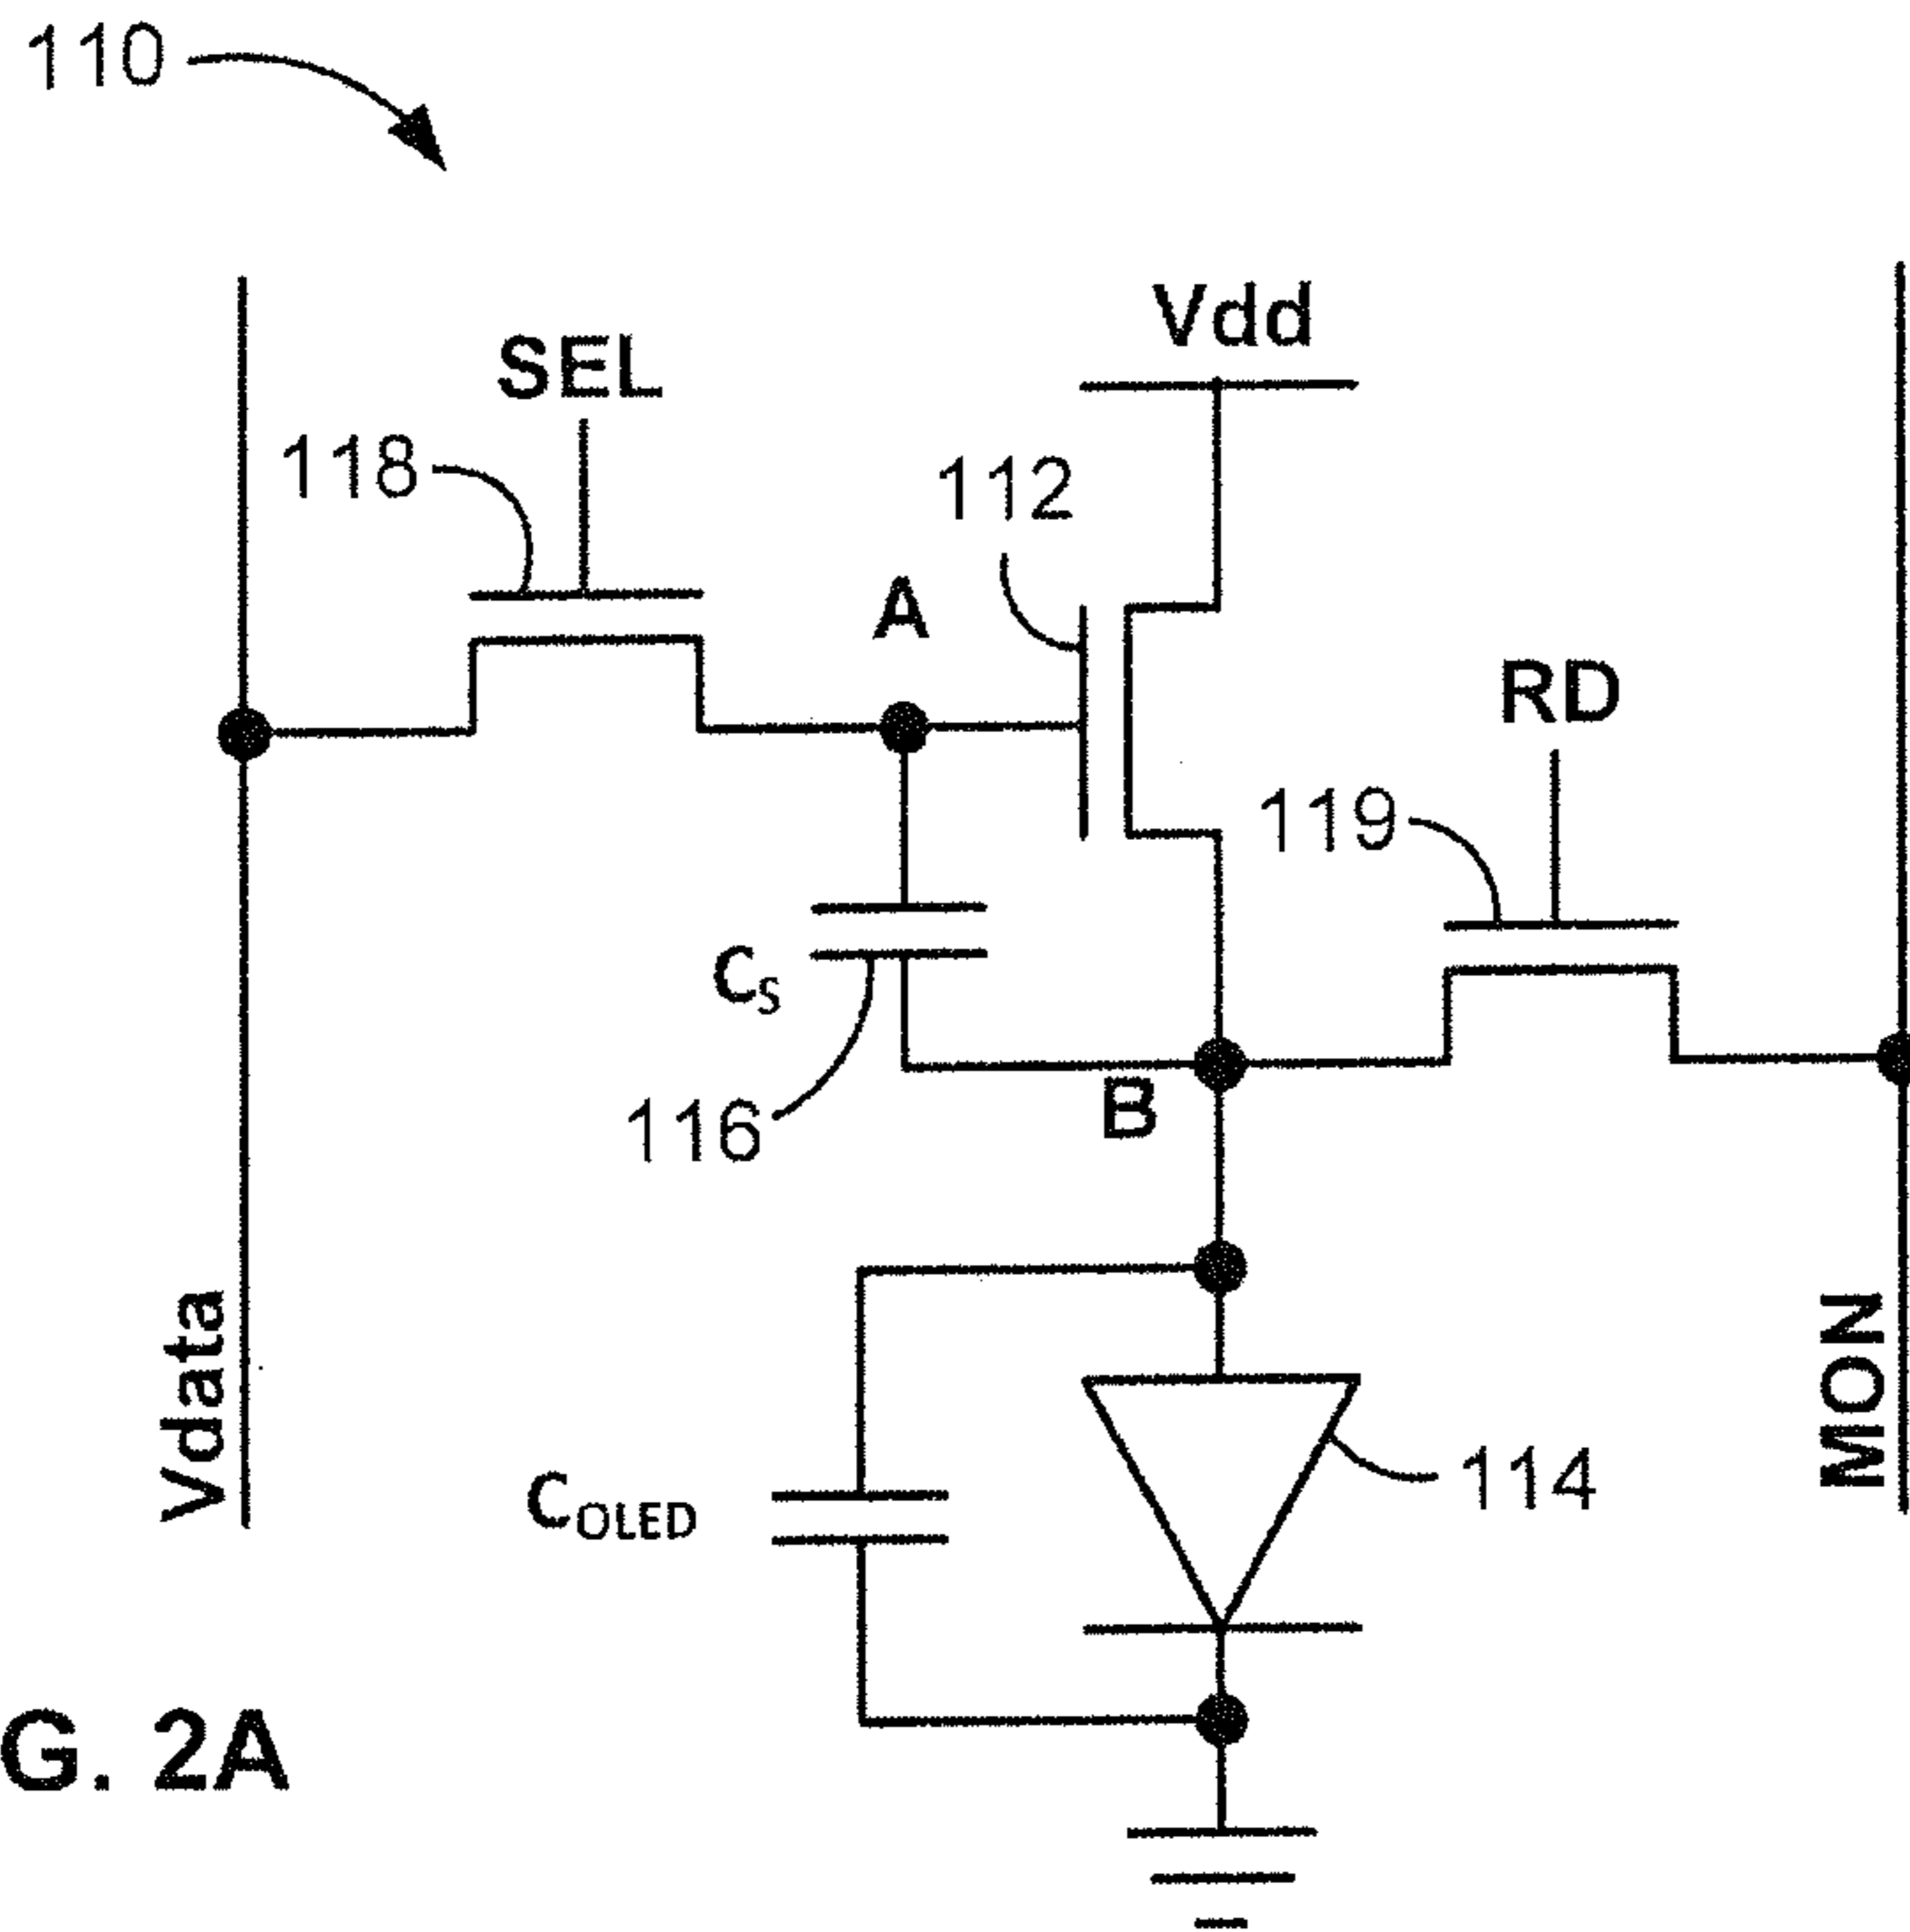 110
Vdd
SEL
118
112
A
RD
119
CS
116
B
Vdata
MON
COLED
114
G. 2A